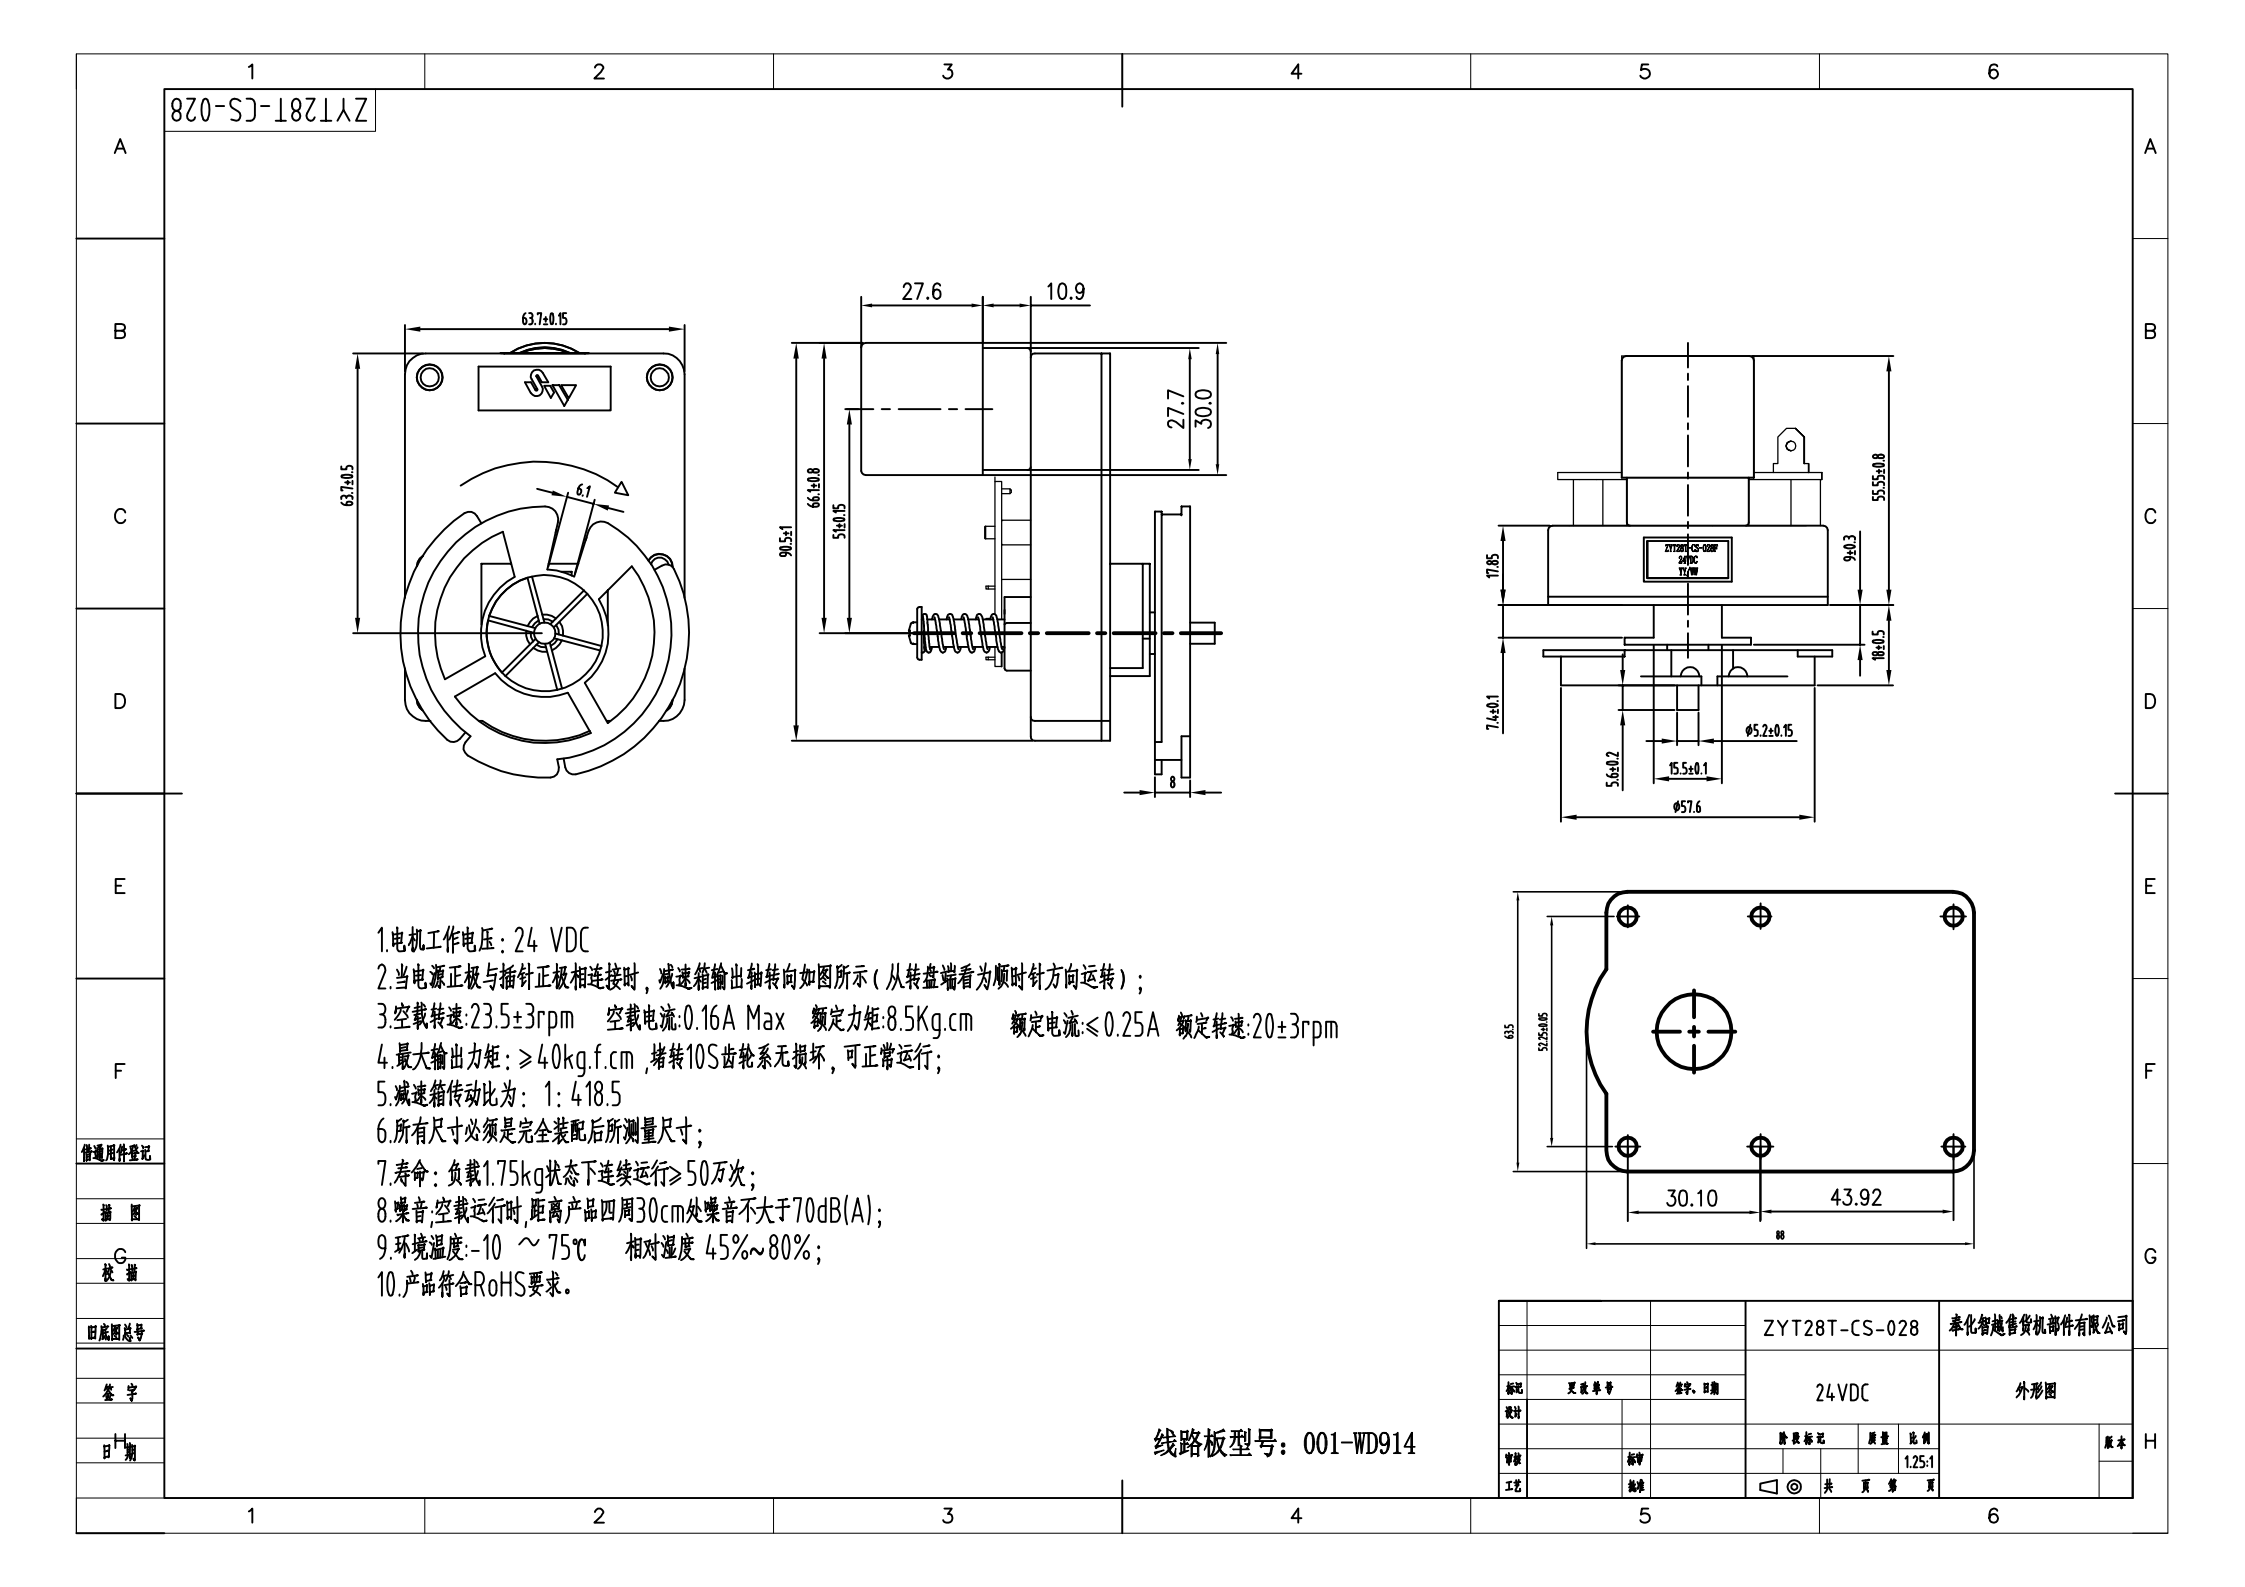 1 2 3 4 5 6
ZYT28T-CS-028
A A
B B
C C
D D
E E
F F
G G
H H
63.7±0.15
63.7±0.5
6.1
27.6
10.9
27.7
30.0
90.5±1
66.1±0.8
51±0.15
8
55.55±0.8
17.85
9±0.3
18±0.5
7.4±0.1
5.6±0.2
ϕ5.2±0.15
15.5±0.1
ϕ57.6
ZYT28T-CS-028F
24VDC
YY/WW
63.5
52.25±0.05
30.10
43.92
88
1.电机工作电压: 24 VDC
2.当电源正极与插针正极相连接时, 减速箱输出轴转向如图所示(从转盘端看为顺时针方向运转);
3.空载转速:23.5±3rpm 空载电流:0.16A Max 额定力矩:8.5Kg.cm 额定电流:≤0.25A 额定转速:20±3rpm
4.最大输出力矩: ≥40kg.f.cm ,堵转10S齿轮系无损坏, 可正常运行;
5.减速箱传动比为: 1: 418.5
6.所有尺寸必须是完全装配后所测量尺寸;
7.寿命: 负载1.75kg状态下连续运行≥50万次;
8.噪音;空载运行时,距离产品四周30cm处噪音不大于70dB(A);
9.环境温度:-10 ～75℃ 相对湿度 45%~80%;
10.产品符合RoHS要求。
线路板型号: 001-WD914
借通用件登记
描 图
校 描
旧底图总号
签 字
日 期
ZYT28T-CS-028
奉化智越售货机部件有限公司
24VDC
外形图
标记 更改单号 签字、日期
设计
审核 标审
工艺 批准
阶段标记 质量 比例
1.25:1
共 页 第 页
版本
1 2 3 4 5 6